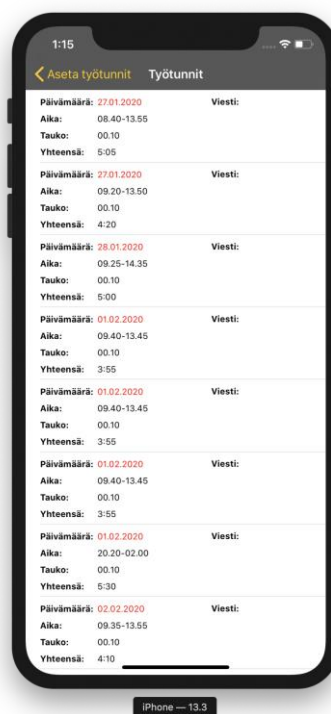 1:15
Aseta työtunnit Työtunnit
Päivämäärä: 27.01.2020 Viesti:
Aika: 08.40-13.55
Tauko: 00.10
Yhteensä: 5:05
Päivämäärä: 27.01.2020 Viesti:
Aika: 09.20-13.50
Tauko: 00.10
Yhteensä: 4:20
Päivämäärä: 28.01.2020 Viesti:
Aika: 09.25-14.35
Tauko: 00.10
Yhteensä: 5:00
Päivämäärä: 01.02.2020 Viesti:
Aika: 09.40-13.45
Tauko: 00.10
Yhteensä: 3:55
Päivämäärä: 01.02.2020 Viesti:
Aika: 09.40-13.45
Tauko: 00.10
Yhteensä: 3:55
Päivämäärä: 01.02.2020 Viesti:
Aika: 09.40-13.45
Tauko: 00.10
Yhteensä: 3:55
Päivämäärä: 01.02.2020 Viesti:
Aika: 20.20-02.00
Tauko: 00.10
Yhteensä: 5:30
Päivämäärä: 02.02.2020 Viesti:
Aika: 09.35-13.55
Tauko: 00.10
Yhteensä: 4:10
iPhone — 13.3